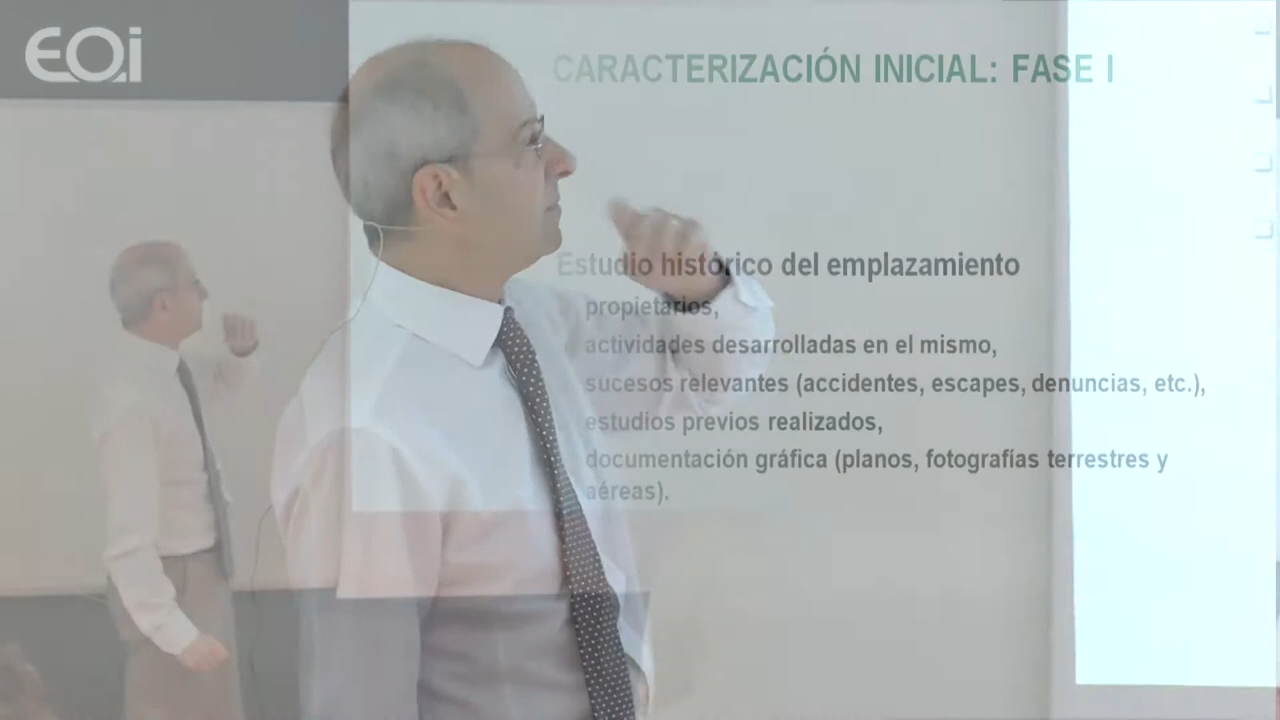 EOi
CARACTERIZACIÓN INICIAL: FASE I
Estudio histórico del emplazamiento
propietarios,
actividades desarrolladas en el mismo,
sucesos relevantes (accidentes, escapes, denuncias, etc.),
estudios previos realizados,
documentación gráfica (planos, fotografías terrestres y
aéreas).